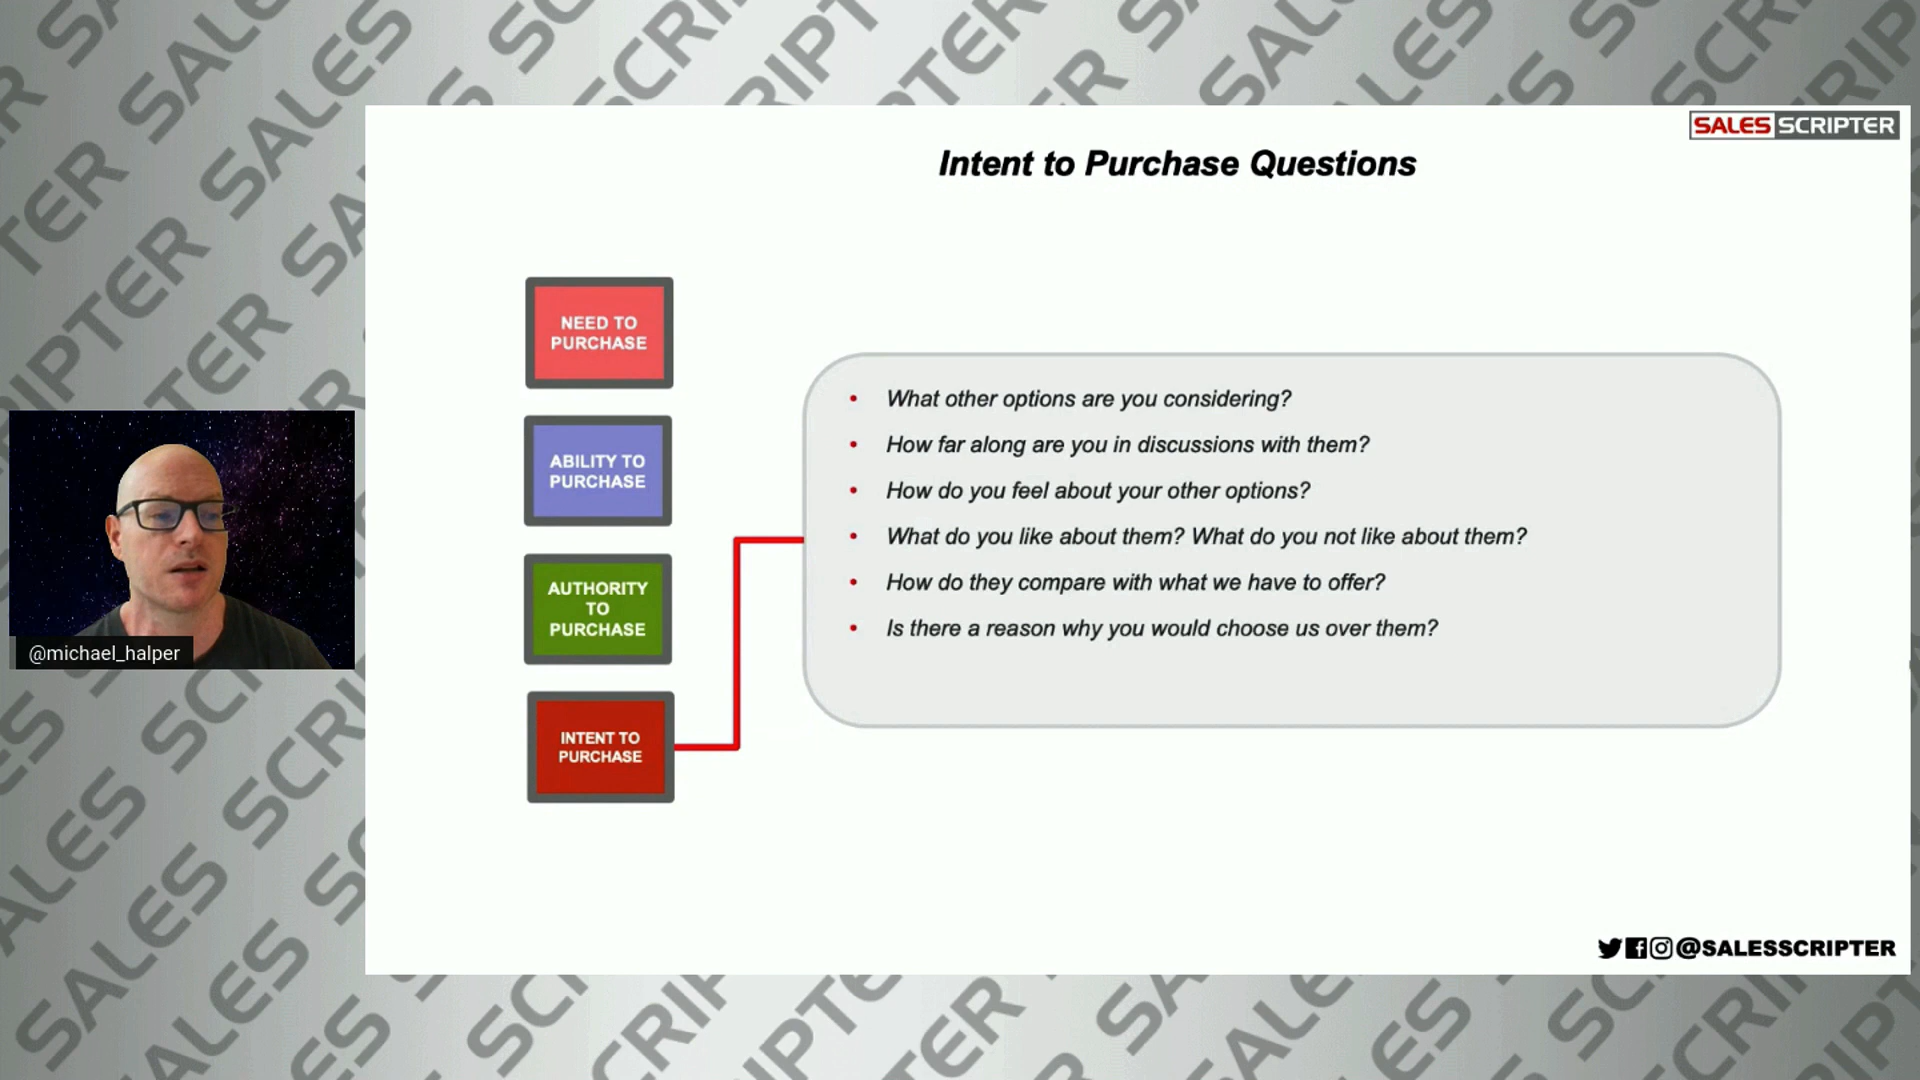 SALES SCRIPTER
Intent to Purchase Questions
NEED TO
PURCHASE
ABILITY TO
PURCHASE
AUTHORITY
TO
PURCHASE
INTENT TO
PURCHASE
• What other options are you considering?
• How far along are you in discussions with them?
• How do you feel about your other options?
• What do you like about them? What do you not like about them?
• How do they compare with what we have to offer?
• Is there a reason why you would choose us over them?
@michael_halper
@SALESSCRIPTER